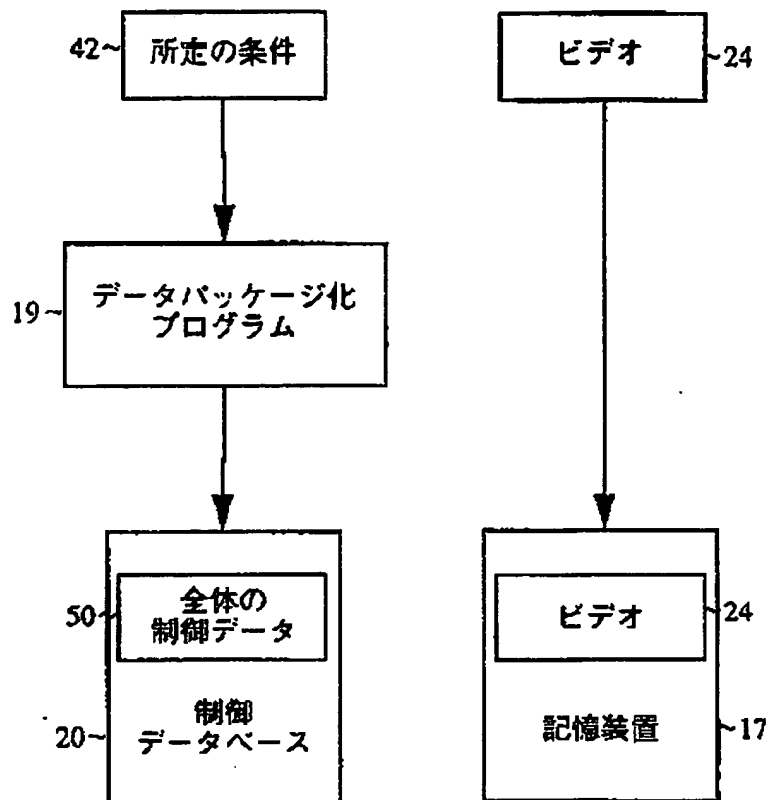 42~ 所定の条件
ビデオ ~24
19~ データパッケージ化
プログラム
50~ 全体の
制御データ
ビデオ ~24
20~ 制御
データベース
記憶装置 ~17